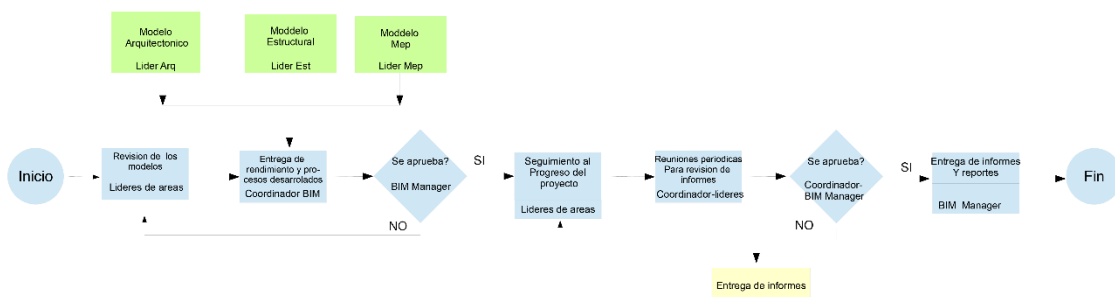 Modelo
Arquitectonico
Lider Arq
Moddelo
Estructural
Lider Est
Moddelo
Mep
Lider Mep
Inicio
Revision de los
modelos
Lideres de areas
Entrega de
rendimiento y pro-
cesos desarrolados
Coordinador BIM
Se aprueba?
BIM Manager
SI
NO
Seguimiento al
Progreso del
proyecto
Lideres de areas
Reuniones periodicas
Para revision de
informes
Coordinador-lideres
Se aprueba?
Coordinador-
BIM Manager
SI
NO
Entrega de informes
Y reportes
BIM Manager
Fin
Entrega de informes